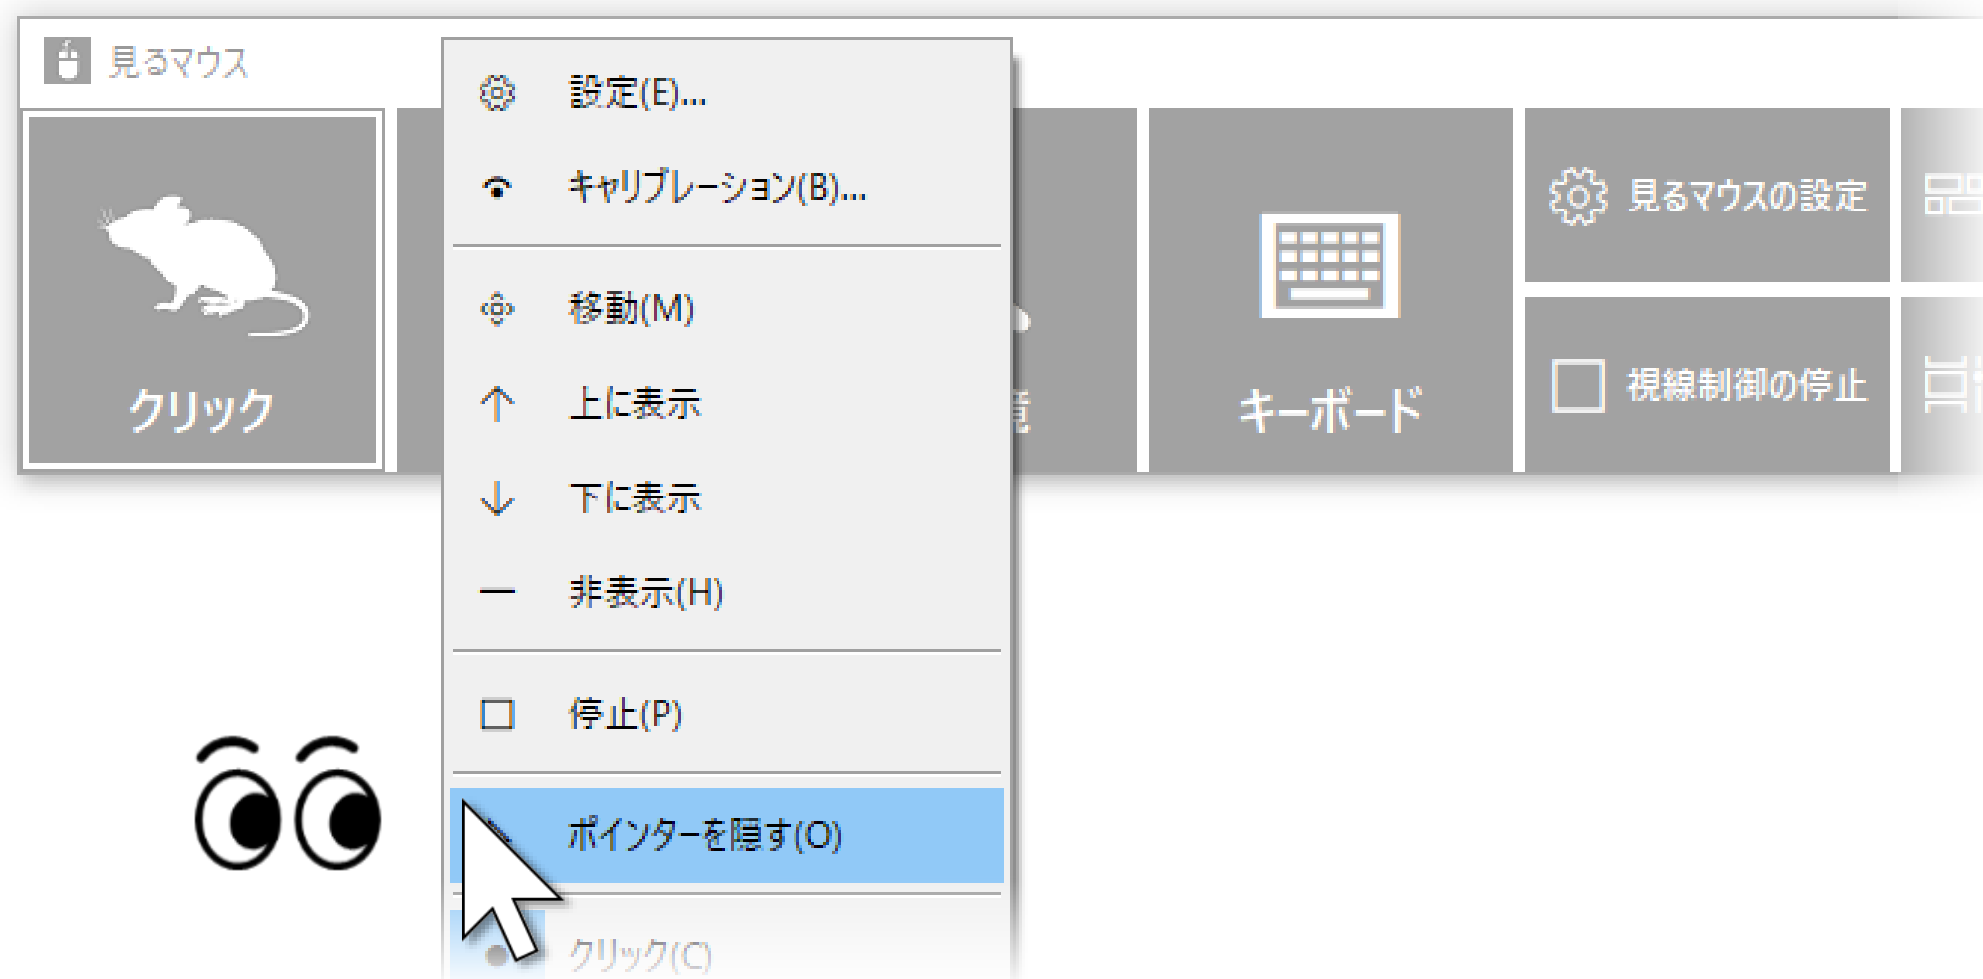 見るマウス
設定(E)...
キャリブレーション(B)...
移動(M)
上に表示
下に表示
非表示(H)
停止(P)
ポインターを隠す(O)
クリック(C)
クリック
キーボード
見るマウスの設定
視線制御の停止